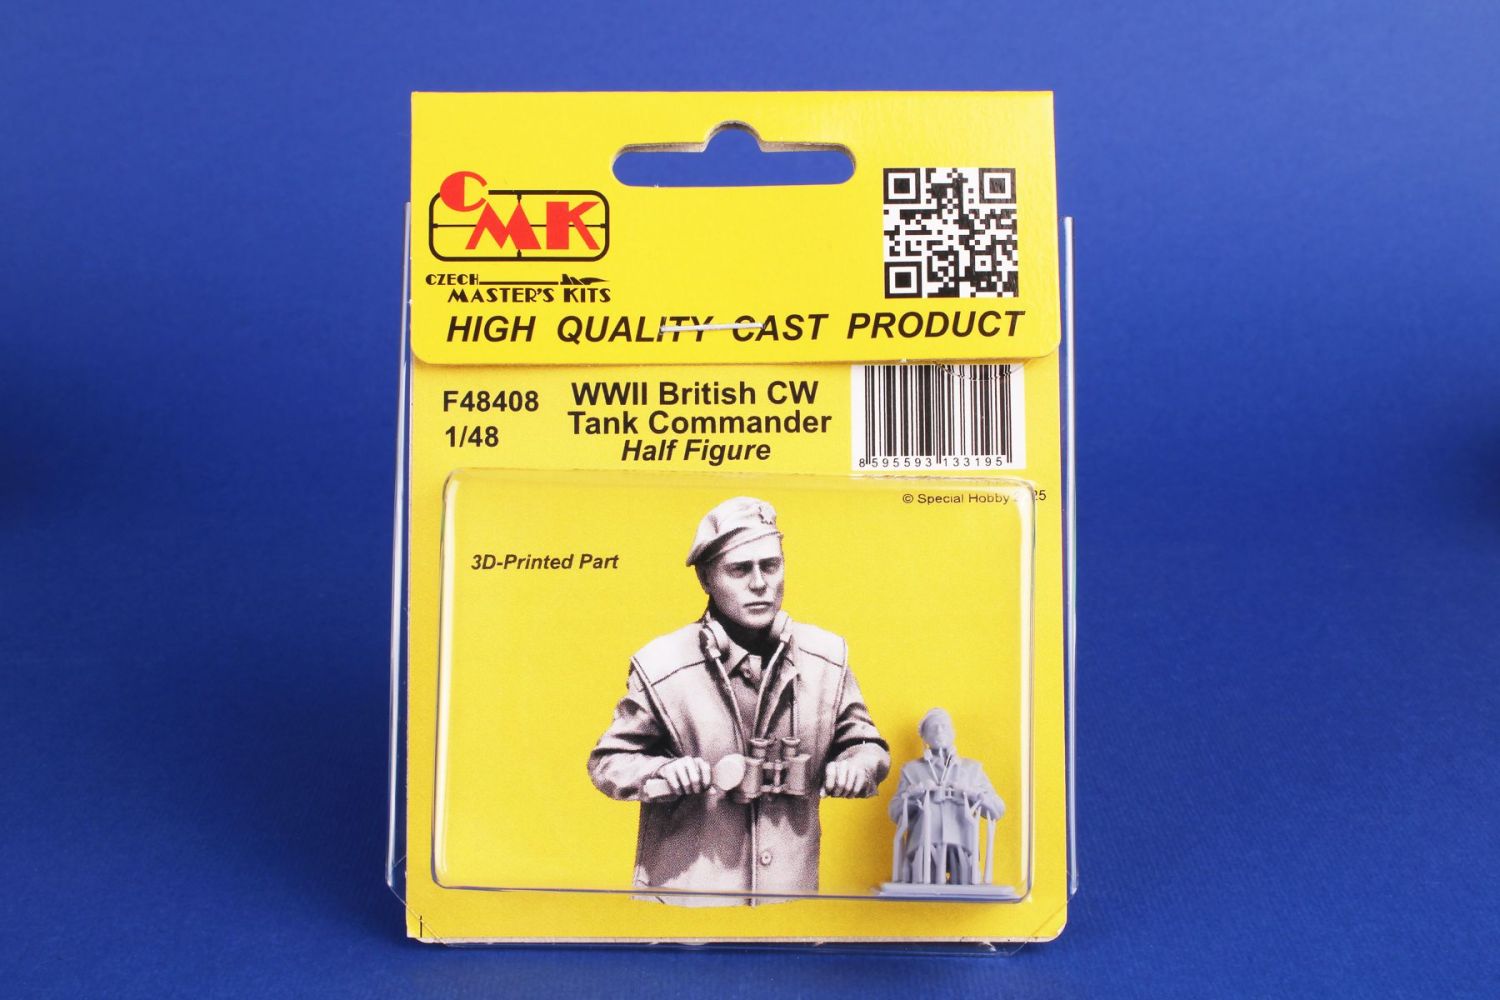 CMK
CZECH
MASTER'S KITS
HIGH QUALITY CAST PRODUCT
F48408
1/48
WWII British CW
Tank Commander
Half Figure
8 595593 133195
© Special Hobby
3D-Printed Part